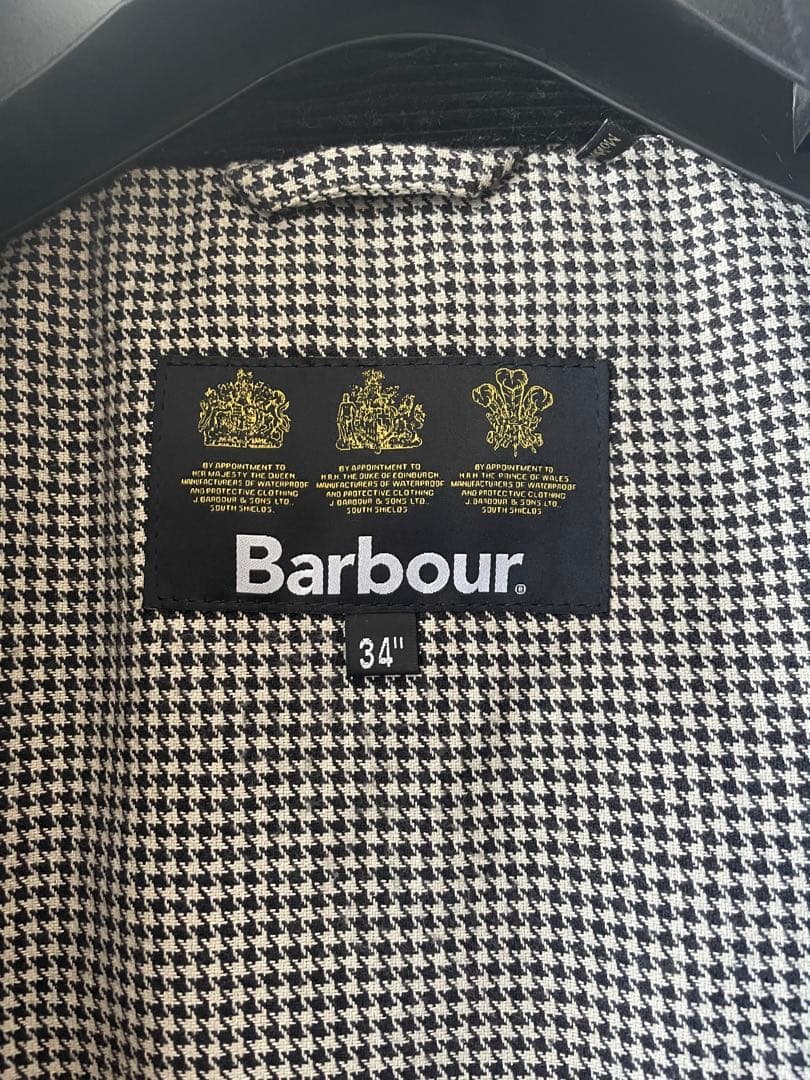 BY APPOINTMENT TO
HER MAJESTY THE QUEEN
MANUFACTURERS OF WATERPROOF
AND PROTECTIVE CLOTHING
J.BARBOUR & SONS LTD.,
SOUTH SHIELDS.
BY APPOINTMENT TO
H.R.H. THE DUKE OF EDINBURGH
MANUFACTURERS OF WATERPROOF
AND PROTECTIVE CLOTHING
J.BARBOUR & SONS LTD.,
SOUTH SHIELDS
BY APPOINTMENT TO
H.R.H THE PRINCE OF WALES
MANUFACTURERS OF WATERPROOF
AND PROTECTIVE CLOTHING
J.BARBOUR & SONS LTD.
SOUTH SHIELDS
Barbour®
34"